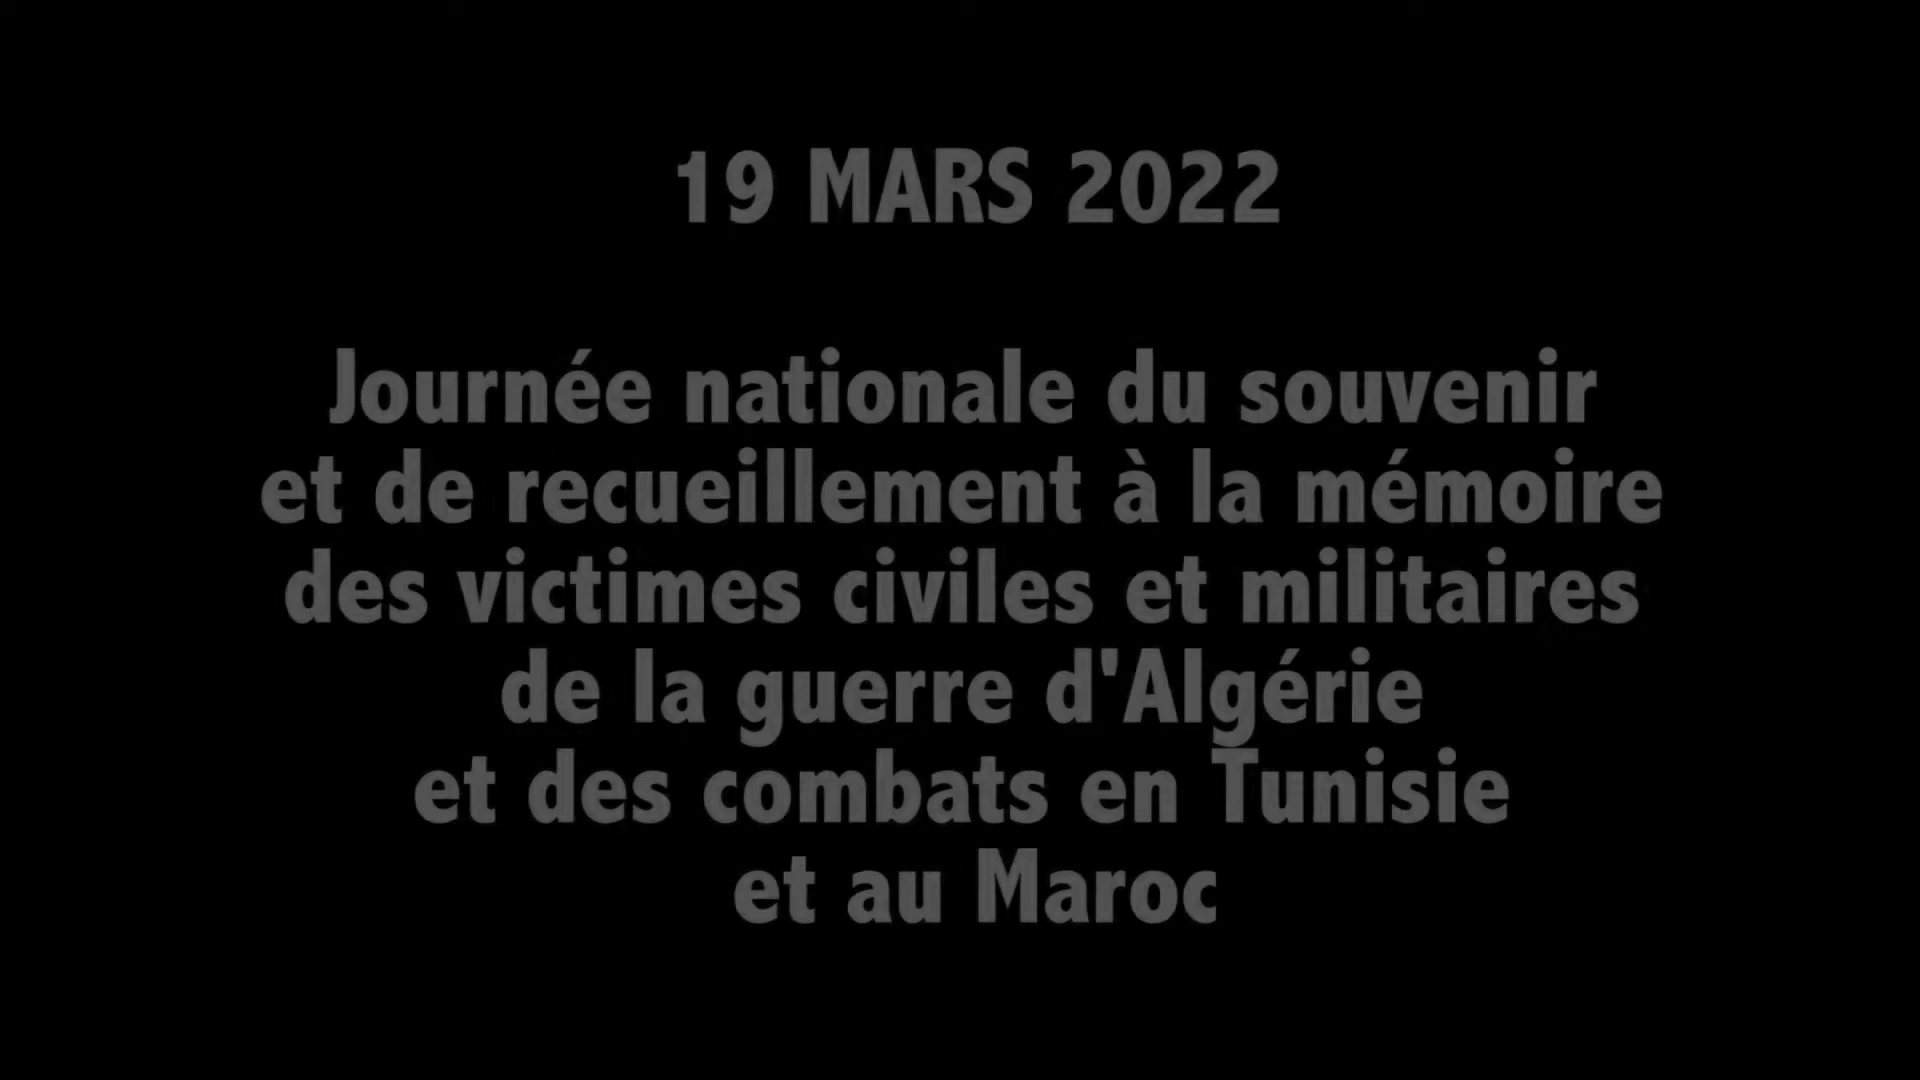 19 MARS 2022
Journée nationale du souvenir
et de recueillement à la mémoire
des victimes civiles et militaires
de la guerre d'Algérie
et des combats en Tunisie
et au Maroc